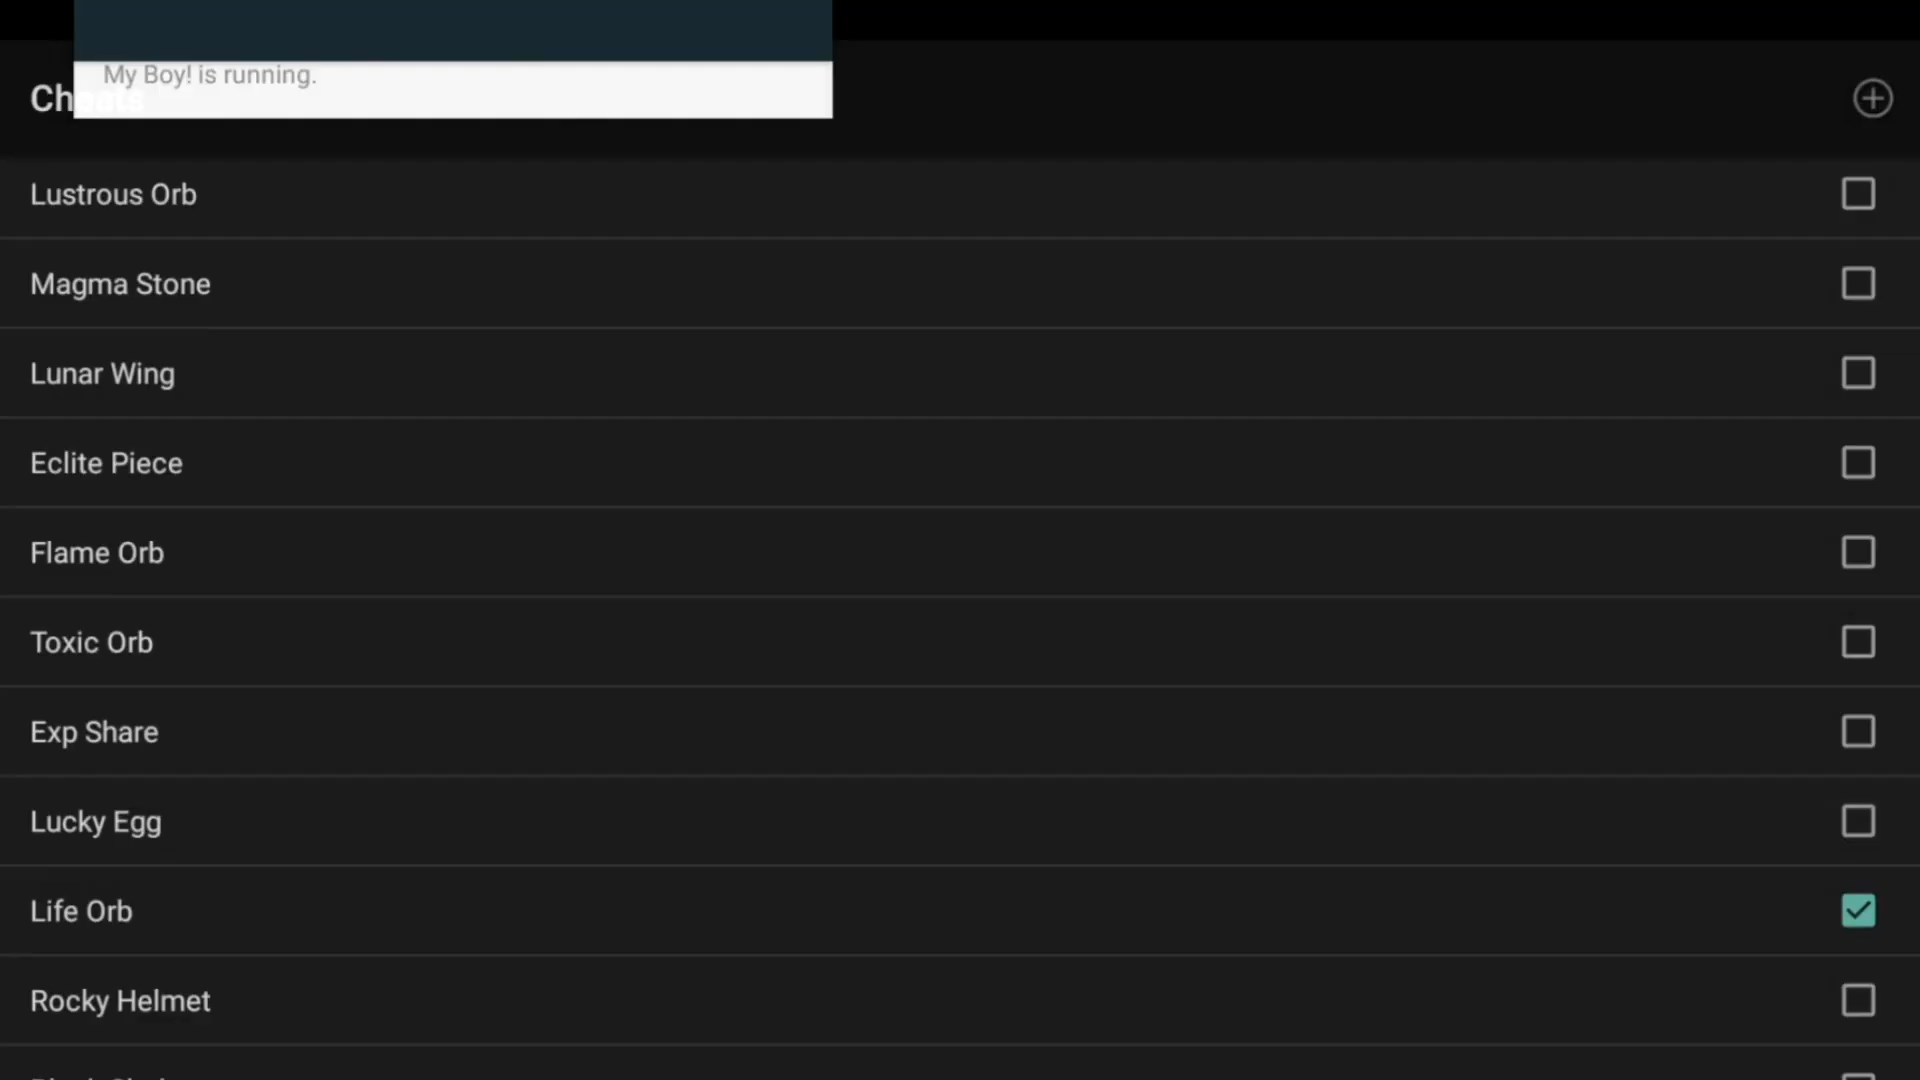 My Boy! is running.
Cheats
Lustrous Orb
Magma Stone
Lunar Wing
Eclite Piece
Flame Orb
Toxic Orb
Exp Share
Lucky Egg
Life Orb
Rocky Helmet